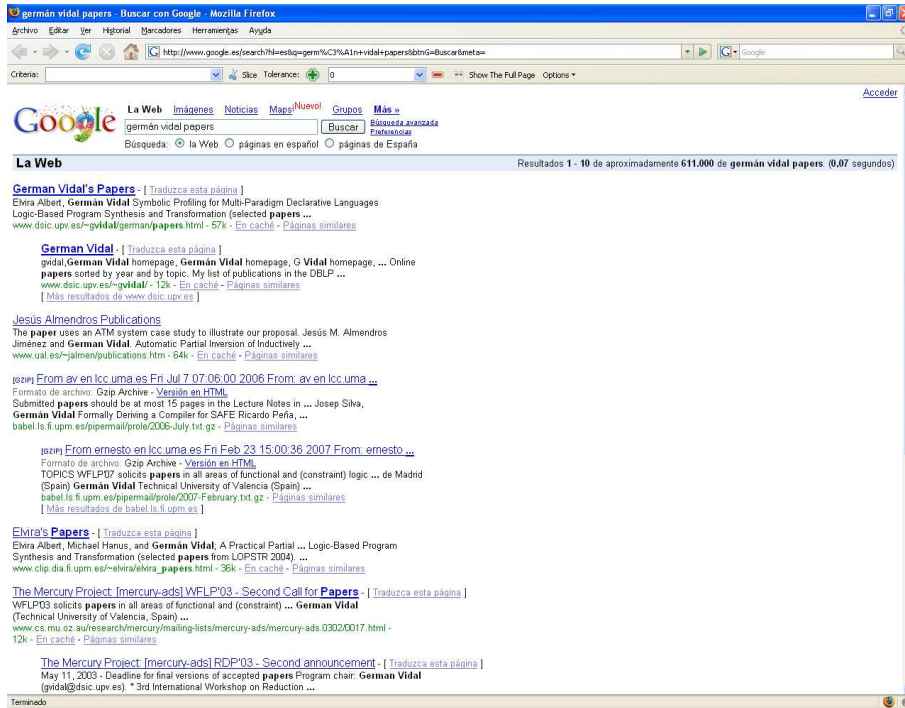 germán vidal papers - Buscar con Google - Mozilla Firefox
Archivo Editar Ver Historial Marcadores Herramientas Ayuda
http://www.google.es/search?hl=es&q=germ%C3%A1n+vidal+papers&btnG=Buscar&meta= Google
Criteria: Slice Tolerance: 0 Show The Full Page Options
Acceder
Google
La Web Imágenes Noticias Maps ¡Nuevo! Grupos Más »
germán vidal papers Buscar Búsqueda avanzada
Preferencias
Búsqueda: la Web páginas en español páginas de España
La Web Resultados 1 - 10 de aproximadamente 611.000 de germán vidal papers. (0,07 segundos)
German Vidal's Papers - [ Traduzca esta página ]
Elvira Albert, Germán Vidal Symbolic Profiling for Multi-Paradigm Declarative Languages
Logic-Based Program Synthesis and Transformation (selected papers ...
www.dsic.upv.es/~gvidal/german/papers.html - 57k - En caché - Páginas similares
German Vidal - [ Traduzca esta página ]
gvidal,German Vidal homepage, Germán Vidal homepage, G Vidal homepage, ... Online
papers sorted by year and by topic. My list of publications in the DBLP ...
www.dsic.upv.es/~gvidal/ - 12k - En caché - Páginas similares
[ Más resultados de www.dsic.upv.es ]
Jesús Almendros Publications
The paper uses an ATM system case study to illustrate our proposal. Jesús M. Almendros
Jiménez and German Vidal. Automatic Partial Inversion of Inductively ...
www.ual.es/~jalmen/publications.htm - 64k - En caché - Páginas similares
[GZIP] From av en lcc.uma.es Fri Jul 7 07:06:00 2006 From: av en lcc.uma ...
Formato de archivo: Gzip Archive - Versión en HTML
Submitted papers should be at most 15 pages in the Lecture Notes in ... Josep Silva,
Germán Vidal Formally Deriving a Compiler for SAFE Ricardo Peña, ...
babel.ls.fi.upm.es/pipermail/prole/2006-July.txt.gz - Páginas similares
[GZIP] From ernesto en lcc.uma.es Fri Feb 23 15:00:36 2007 From: ernesto ...
Formato de archivo: Gzip Archive - Versión en HTML
TOPICS WFLP'07 solicits papers in all areas of functional and (constraint) logic ... de Madrid
(Spain) Germán Vidal Technical University of Valencia (Spain) ...
babel.ls.fi.upm.es/pipermail/prole/2007-February.txt.gz - Páginas similares
[ Más resultados de babel.ls.fi.upm.es ]
Elvira's Papers - [ Traduzca esta página ]
Elvira Albert, Michael Hanus, and Germán Vidal; A Practical Partial ... Logic-Based Program
Synthesis and Transformation (selected papers from LOPSTR 2004). ...
www.clip.dia.fi.upm.es/~elvira/elvira_papers.html - 36k - En caché - Páginas similares
The Mercury Project: [mercury-ads] WFLP'03 - Second Call for Papers - [ Traduzca esta página ]
WFLP'03 solicits papers in all areas of functional and (constraint) ... German Vidal
(Technical University of Valencia, Spain) ...
www.cs.mu.oz.au/research/mercury/mailing-lists/mercury-ads/mercury-ads.0302/0017.html -
12k - En caché - Páginas similares
The Mercury Project: [mercury-ads] RDP'03 - Second announcement - [ Traduzca esta página ]
May 11, 2003 - Deadline for final versions of accepted papers Program chair: German Vidal
(gvidal@dsic.upv.es). * 3rd International Workshop on Reduction ...
Terminado